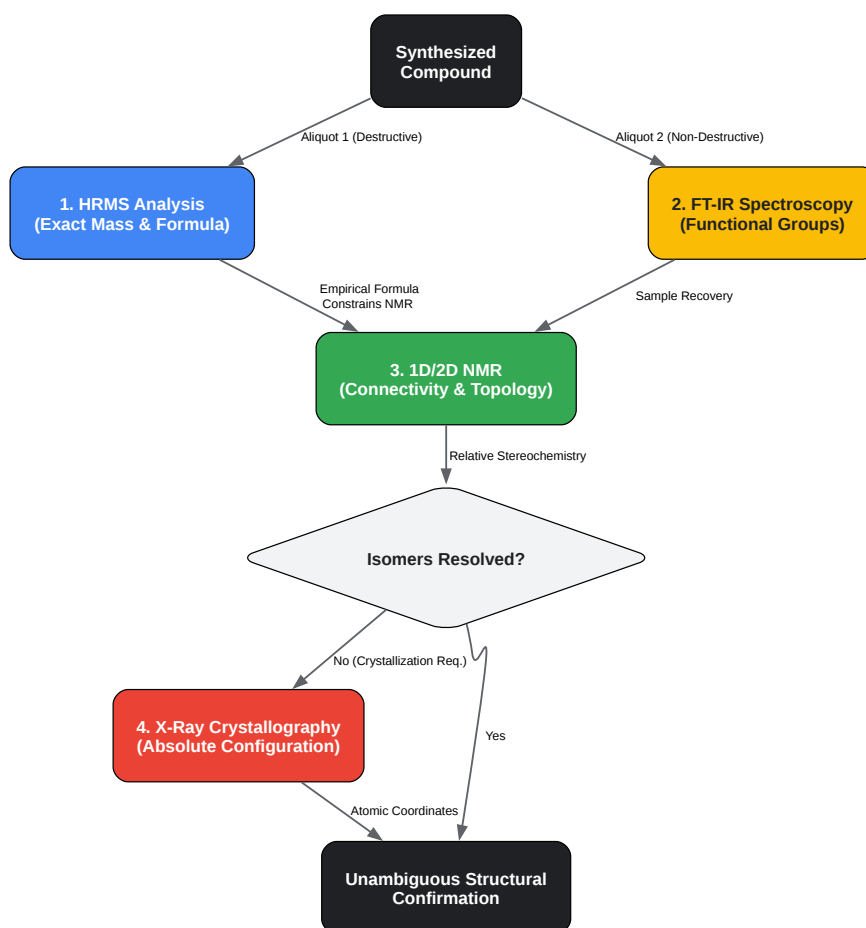 Synthesized
Compound
Aliquot 1 (Destructive)
Aliquot 2 (Non-Destructive)
1. HRMS Analysis
(Exact Mass & Formula)
2. FT-IR Spectroscopy
(Functional Groups)
Empirical Formula
Constrains NMR
Sample Recovery
3. 1D/2D NMR
(Connectivity & Topology)
Relative Stereochemistry
Isomers Resolved?
No (Crystallization Req.)
4. X-Ray Crystallography
(Absolute Configuration)
Yes
Atomic Coordinates
Unambiguous Structural
Confirmation